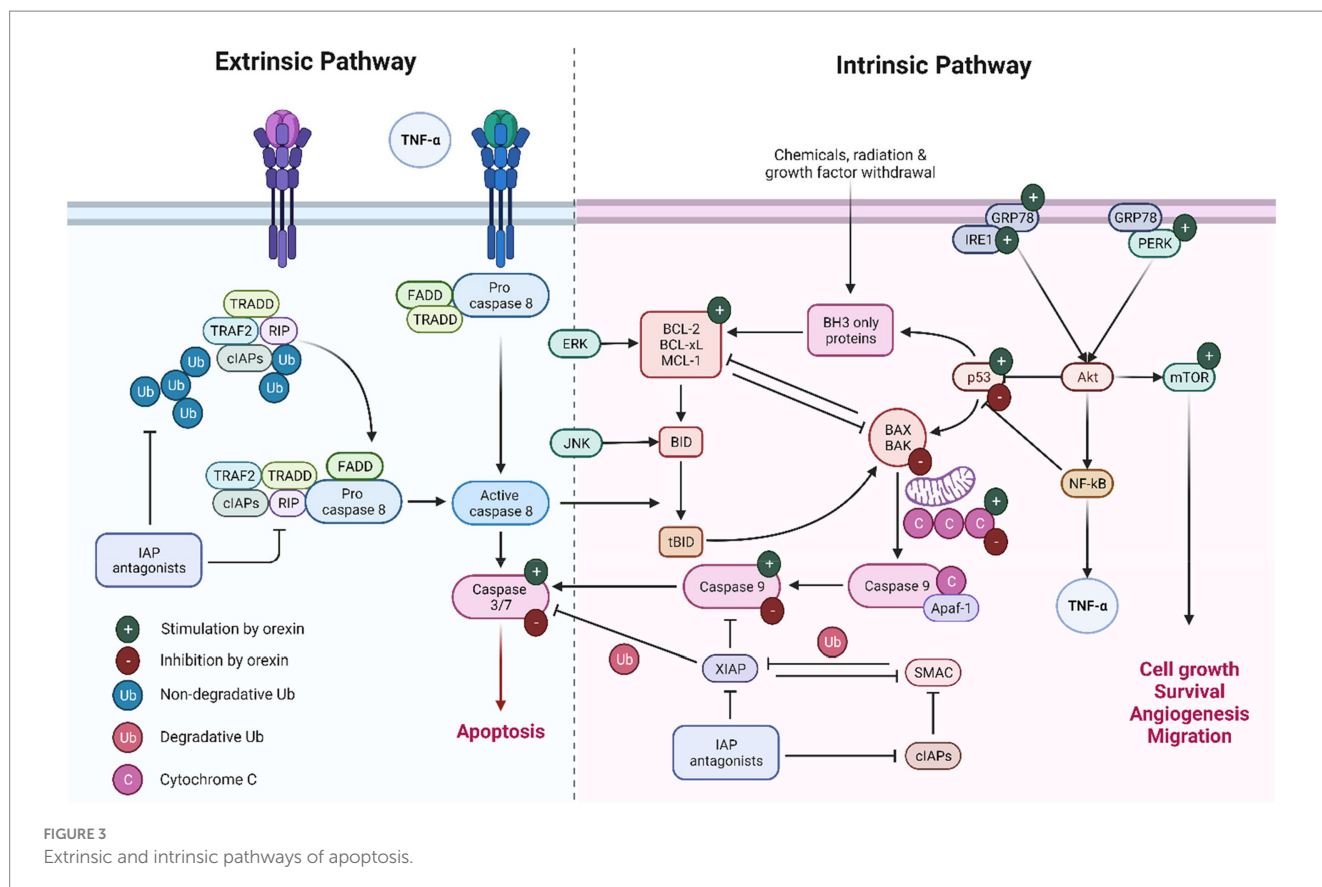 Extrinsic Pathway
Intrinsic Pathway
TNF-α
Chemicals, radiation &
growth factor withdrawal
+
GRP78
IRE1
+
GRP78
PERK
+
FADD
TRADD
Pro
caspase 8
TRADD
TRAF2
RIP
cIAPs
Ub
Ub
Ub
Ub
Ub
Ub
ERK
BCL-2
BCL-xL
MCL-1
+
BH3 only
proteins
p53
+
-
Akt
mTOR
+
JNK
BID
BAX
BAK
-
NF-kB
TRAF2
TRADD
FADD
cIAPs
RIP
Pro
caspase 8
Active
caspase 8
tBID
C
C
C
+
-
IAP
antagonists
Caspase
3/7
+
-
Caspase 9
+
-
Caspase 9
C
Apaf-1
TNF-α
+
Stimulation by orexin
-
Inhibition by orexin
Ub
Non-degradative Ub
Ub
Degradative Ub
C
Cytochrome C
Ub
Ub
XIAP
SMAC
Apoptosis
IAP
antagonists
cIAPs
Cell growth
Survival
Angiogenesis
Migration
FIGURE 3
Extrinsic and intrinsic pathways of apoptosis.